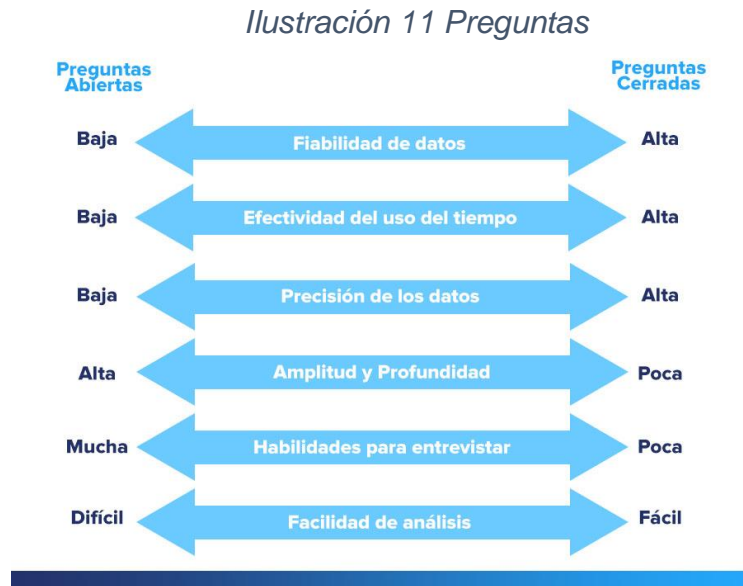 Ilustración 11 Preguntas
Preguntas
Abiertas
Preguntas
Cerradas
Baja Fiabilidad de datos Alta
Baja Efectividad del uso del tiempo Alta
Baja Precisión de los datos Alta
Alta Amplitud y Profundidad Poca
Mucha Habilidades para entrevistar Poca
Difícil Facilidad de análisis Fácil